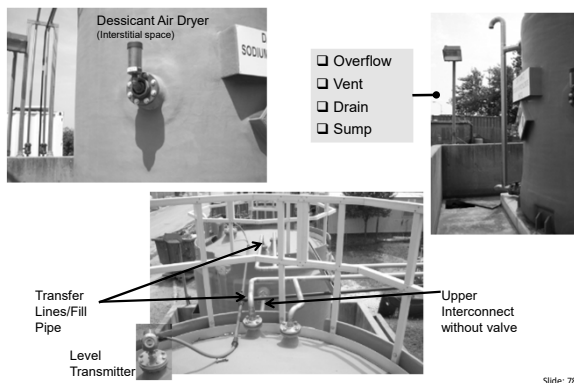 Dessicant Air Dryer
(Interstitial space)
SODIUM
❑ Overflow
❑ Vent
❑ Drain
❑ Sump
Transfer
Lines/Fill
Pipe
Upper
Interconnect
without valve
Level
Transmitter